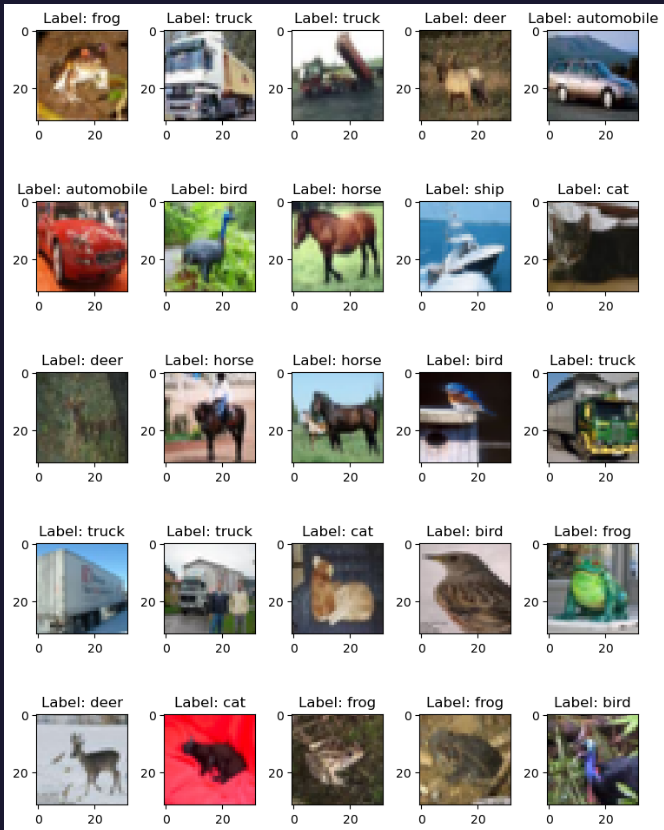 Label: frog Label: truck Label: truck Label: deer Label: automobile
0 0 0 0 0
20 20 20 20 20
0 20 0 20 0 20 0 20 0 20
Label: automobile Label: bird Label: horse Label: ship Label: cat
0 0 0 0 0
20 20 20 20 20
0 20 0 20 0 20 0 20 0 20
Label: deer Label: horse Label: horse Label: bird Label: truck
0 0 0 0 0
20 20 20 20 20
0 20 0 20 0 20 0 20 0 20
Label: truck Label: truck Label: cat Label: bird Label: frog
0 0 0 0 0
20 20 20 20 20
0 20 0 20 0 20 0 20 0 20
Label: deer Label: cat Label: frog Label: frog Label: bird
0 0 0 0 0
20 20 20 20 20
0 20 0 20 0 20 0 20 0 20